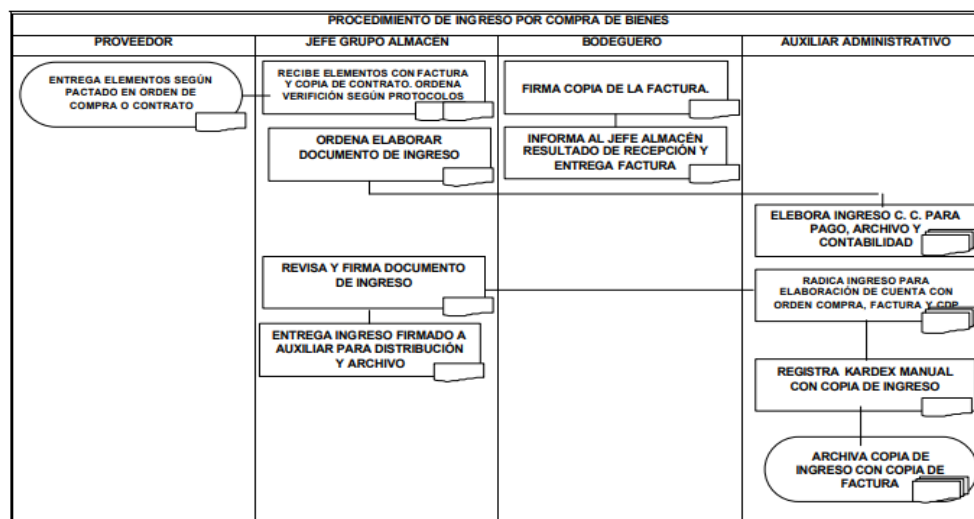 PROCEDIMIENTO DE INGRESO POR COMPRA DE BIENES
PROVEEDOR
JEFE GRUPO ALMACÉN
BODEGUERO
AUXILIAR ADMINISTRATIVO
ENTREGA ELEMENTOS SEGÚN
PACTADO EN ORDEN DE
COMPRA O CONTRATO
RECIBE ELEMENTOS CON FACTURA
Y COPIA DE CONTRATO. ORDENA
VERIFICIÓN SEGÚN PROTOCOLOS
FIRMA COPIA DE LA FACTURA.
ORDENA ELABORAR
DOCUMENTO DE INGRESO
INFORMA AL JEFE ALMACÉN
RESULTADO DE RECEPCIÓN Y
ENTREGA FACTURA
ELEBORA INGRESO C. C. PARA
PAGO, ARCHIVO Y
CONTABILIDAD
REVISA Y FIRMA DOCUMENTO
DE INGRESO
RADICA INGRESO PARA
ELABORACIÓN DE CUENTA CON
ORDEN COMPRA, FACTURA Y CDP
ENTREGA INGRESO FIRMADO A
AUXILIAR PARA DISTRIBUCIÓN
Y ARCHIVO
REGISTRA KARDEX MANUAL
CON COPIA DE INGRESO
ARCHIVA COPIA DE
INGRESO CON COPIA DE
FACTURA